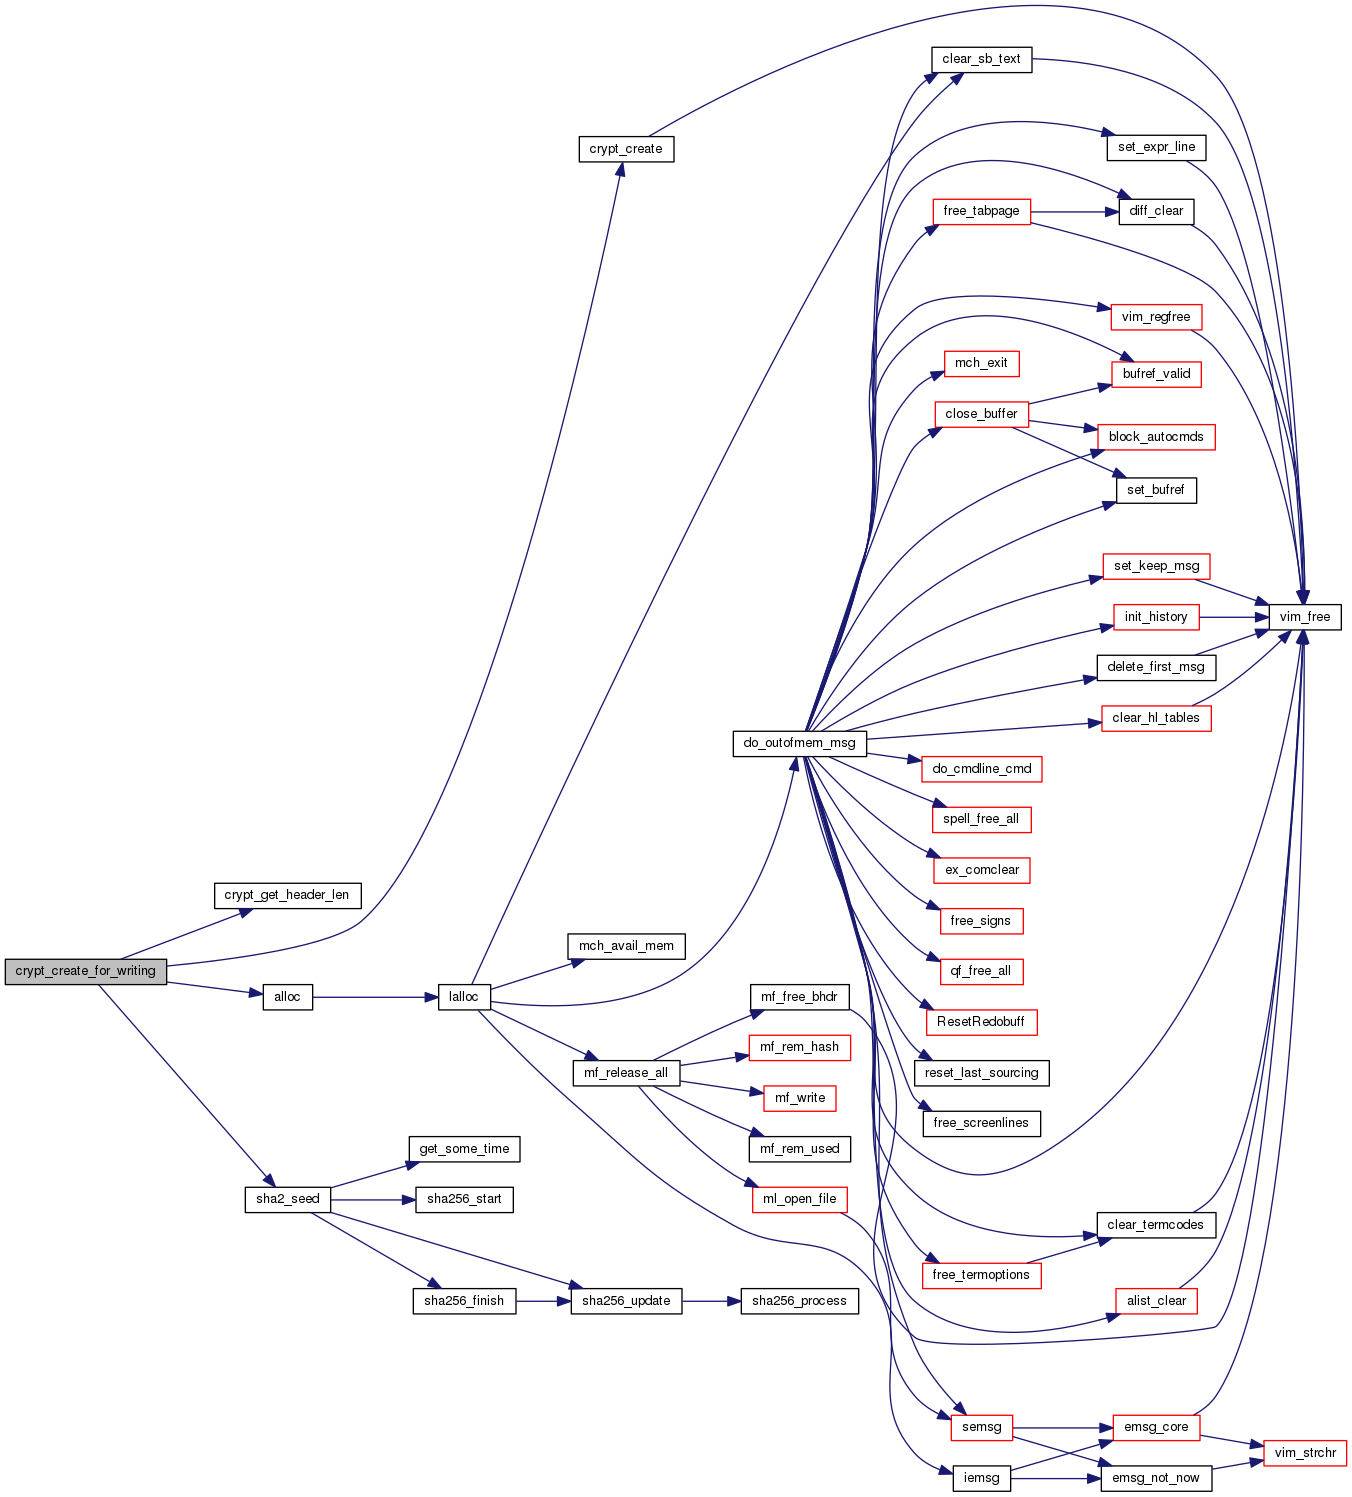 clear_sb_text
crypt_create
set_expr_line
free_tabpage
diff_clear
vim_regfree
mch_exit
bufref_valid
close_buffer
block_autocmds
set_bufref
set_keep_msg
init_history
vim_free
delete_first_msg
clear_hl_tables
do_outofmem_msg
do_cmdline_cmd
spell_free_all
ex_comclear
crypt_get_header_len
free_signs
mch_avail_mem
crypt_create_for_writing
qf_free_all
alloc
lalloc
mf_free_bhdr
ResetRedobuff
mf_rem_hash
mf_release_all
reset_last_sourcing
mf_write
free_screenlines
get_some_time
mf_rem_used
sha2_seed
sha256_start
ml_open_file
clear_termcodes
free_termoptions
sha256_finish
sha256_update
sha256_process
alist_clear
semsg
emsg_core
vim_strchr
iemsg
emsg_not_now